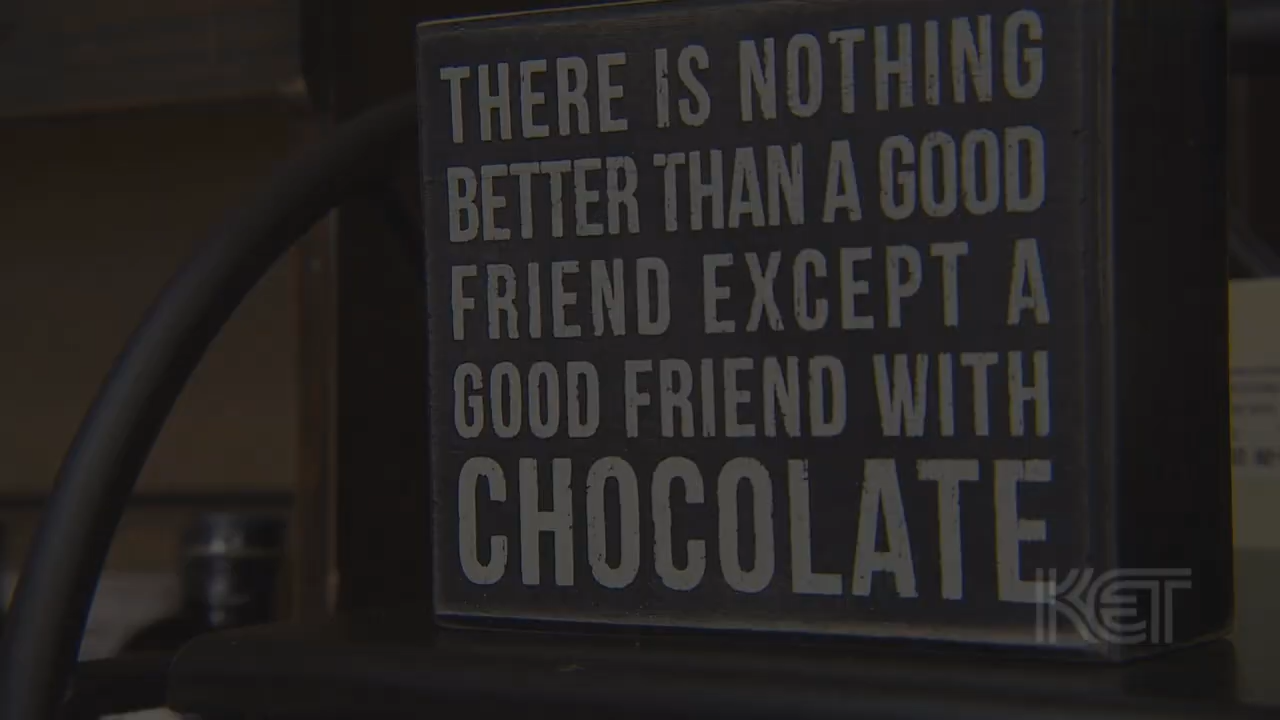 THERE IS NOTHING
BETTER THAN A GOOD
FRIEND EXCEPT A
GOOD FRIEND WITH
CHOCOLATE
KET